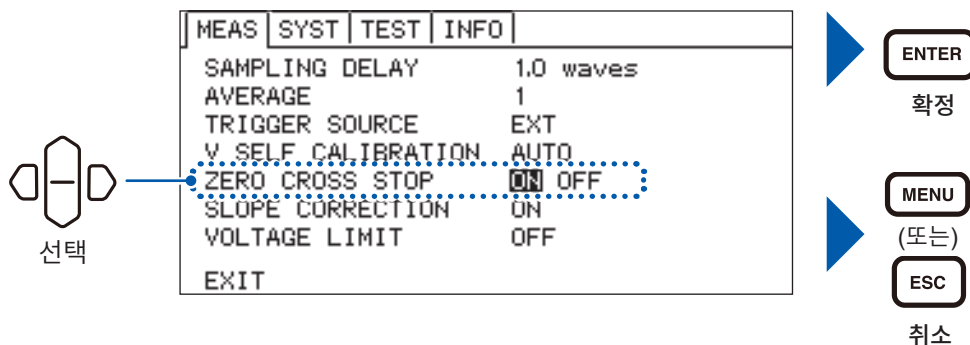 MEAS SYST TEST INFO
SAMPLING DELAY 1.0 waves
AVERAGE 1
TRIGGER SOURCE EXT
V SELF CALIBRATION AUTO
ZERO CROSS STOP ON OFF
SLOPE CORRECTION ON
VOLTAGE LIMIT OFF
EXIT
선택
ENTER
확정
MENU
(또는)
ESC
취소